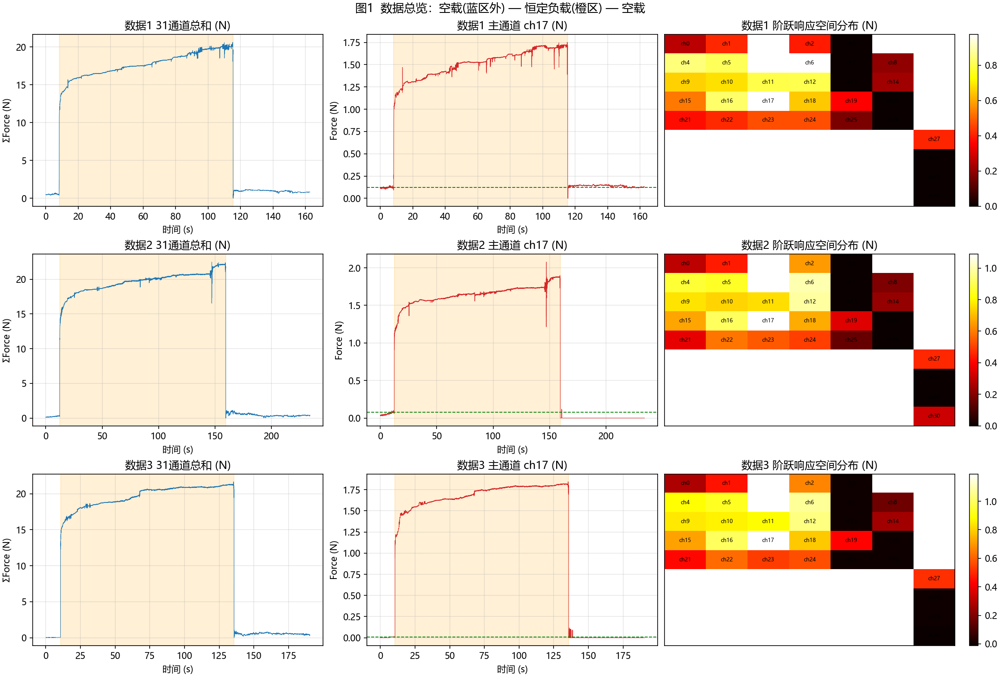 图1 数据总览：空载(蓝区外) — 恒定负载(橙区) — 空载
数据1 31通道总和 (N)
ΣForce (N)
20
15
10
5
0
0 20 40 60 80 100 120 140 160
时间 (s)
数据1 主通道 ch17 (N)
Force (N)
1.75
1.50
1.25
1.00
0.75
0.50
0.25
0.00
0 20 40 60 80 100 120 140 160
时间 (s)
数据1 阶跃响应空间分布 (N)
ch0 ch1 ch2
ch4 ch5 ch6 ch8
ch9 ch10 ch11 ch12 ch14
ch15 ch16 ch17 ch18 ch19
ch21 ch22 ch23 ch24 ch25
ch27
0.8
0.6
0.4
0.2
0.0
数据2 31通道总和 (N)
ΣForce (N)
20
15
10
5
0
0 50 100 150 200
时间 (s)
数据2 主通道 ch17 (N)
Force (N)
2.0
1.5
1.0
0.5
0.0
0 50 100 150 200
时间 (s)
数据2 阶跃响应空间分布 (N)
ch0 ch1 ch2
ch4 ch5 ch6 ch8
ch9 ch10 ch11 ch12 ch14
ch15 ch16 ch17 ch18 ch19
ch21 ch22 ch23 ch24 ch25
ch27
ch30
1.0
0.8
0.6
0.4
0.2
0.0
数据3 31通道总和 (N)
ΣForce (N)
20
15
10
5
0
0 25 50 75 100 125 150 175
时间 (s)
数据3 主通道 ch17 (N)
Force (N)
1.75
1.50
1.25
1.00
0.75
0.50
0.25
0.00
0 25 50 75 100 125 150 175
时间 (s)
数据3 阶跃响应空间分布 (N)
ch0 ch1 ch2
ch4 ch5 ch6 ch8
ch9 ch10 ch11 ch12 ch14
ch15 ch16 ch17 ch18 ch19
ch21 ch22 ch23 ch24
ch27
1.0
0.8
0.6
0.4
0.2
0.0